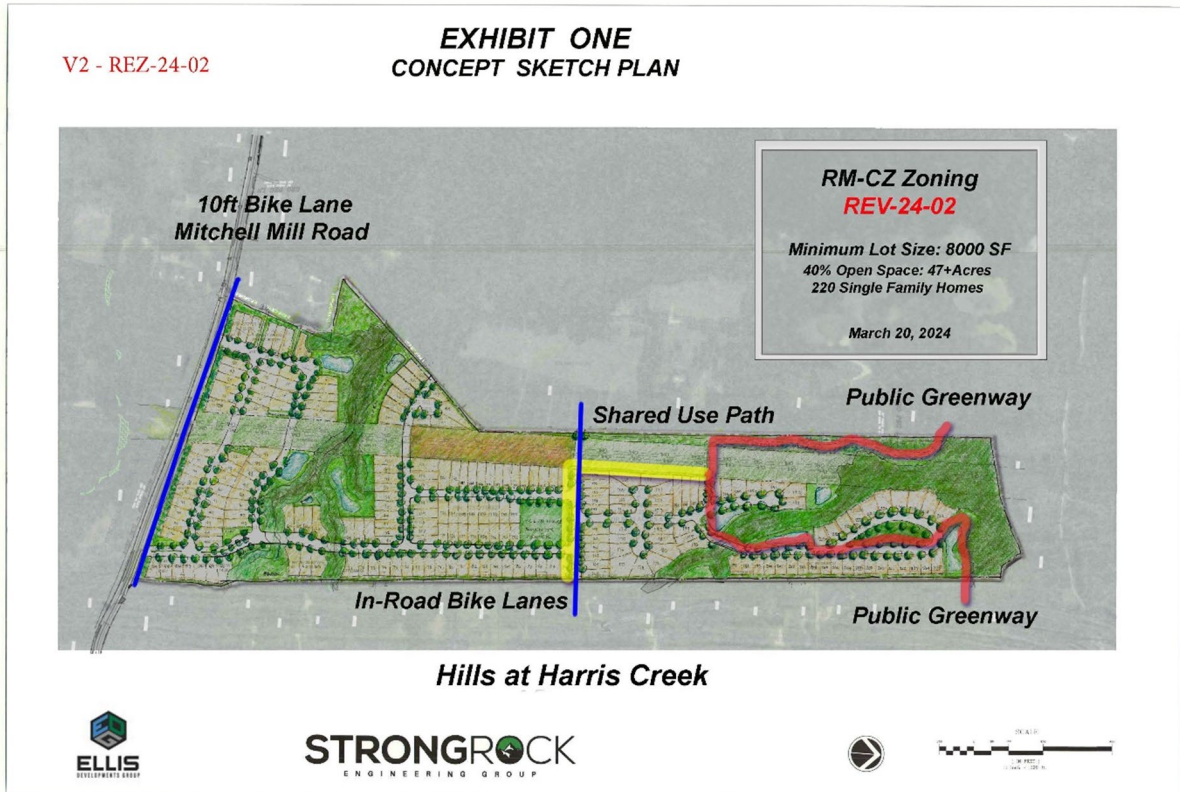 EXHIBIT ONE
CONCEPT SKETCH PLAN
V2 - REZ-24-02
10ft Bike Lane
Mitchell Mill Road
RM-CZ Zoning
REV-24-02
Minimum Lot Size: 8000 SF
40% Open Space: 47+Acres
220 Single Family Homes
March 20, 2024
Shared Use Path
Public Greenway
In-Road Bike Lanes
Public Greenway
Hills at Harris Creek
EDG
ELLIS
DEVELOPMENTS GROUP
STRONGROCK
ENGINEERING GROUP
SCALE